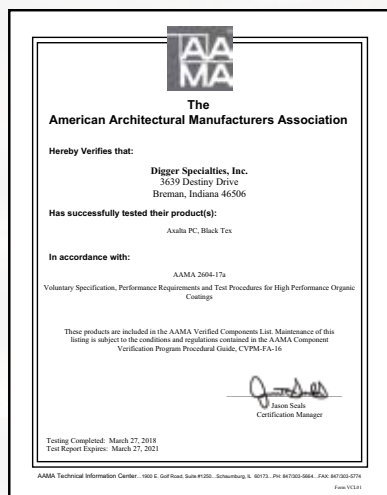 AA
MA
The
American Architectural Manufacturers Association
Hereby Verifies that:
Digger Specialties, Inc.
3639 Destiny Drive
Breman, Indiana 46506
Has successfully tested their product(s):
Axalta PC, Black Tex
In accordance with:
AAMA 2604-17a
Voluntary Specification, Performance Requirements and Test Procedures for High Performance Organic
Coatings
These products are included in the AAMA Verified Components List. Maintenance of this
listing is subject to the conditions and regulations contained in the AAMA Component
Verification Program Procedural Guide, CVPM-FA-16
Jason Seals
Certification Manager
Testing Completed: March 27, 2018
Test Report Expires: March 27, 2021
AAMA Technical Information Center...1900 E. Golf Road, Suite #1250...Schaumburg, IL 60173...PH: 847/303-5664...FAX: 847/303-5774
Form VCL01